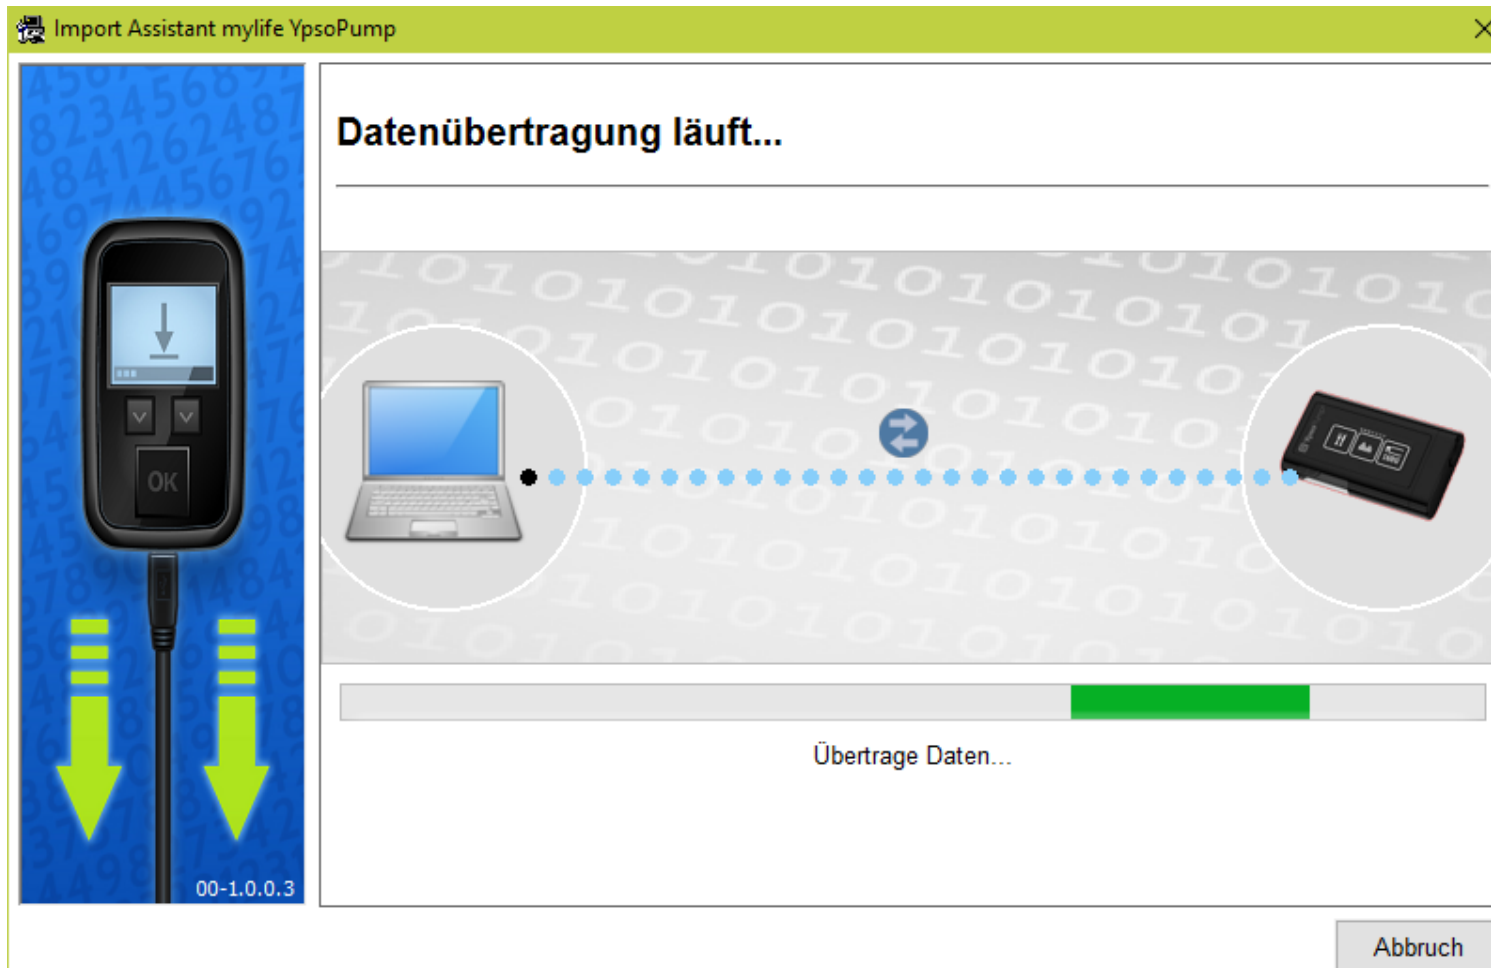 Import Assistant mylife YpsoPump
Datenübertragung läuft...
OK
Übertrage Daten...
00-1.0.0.3
Abbruch